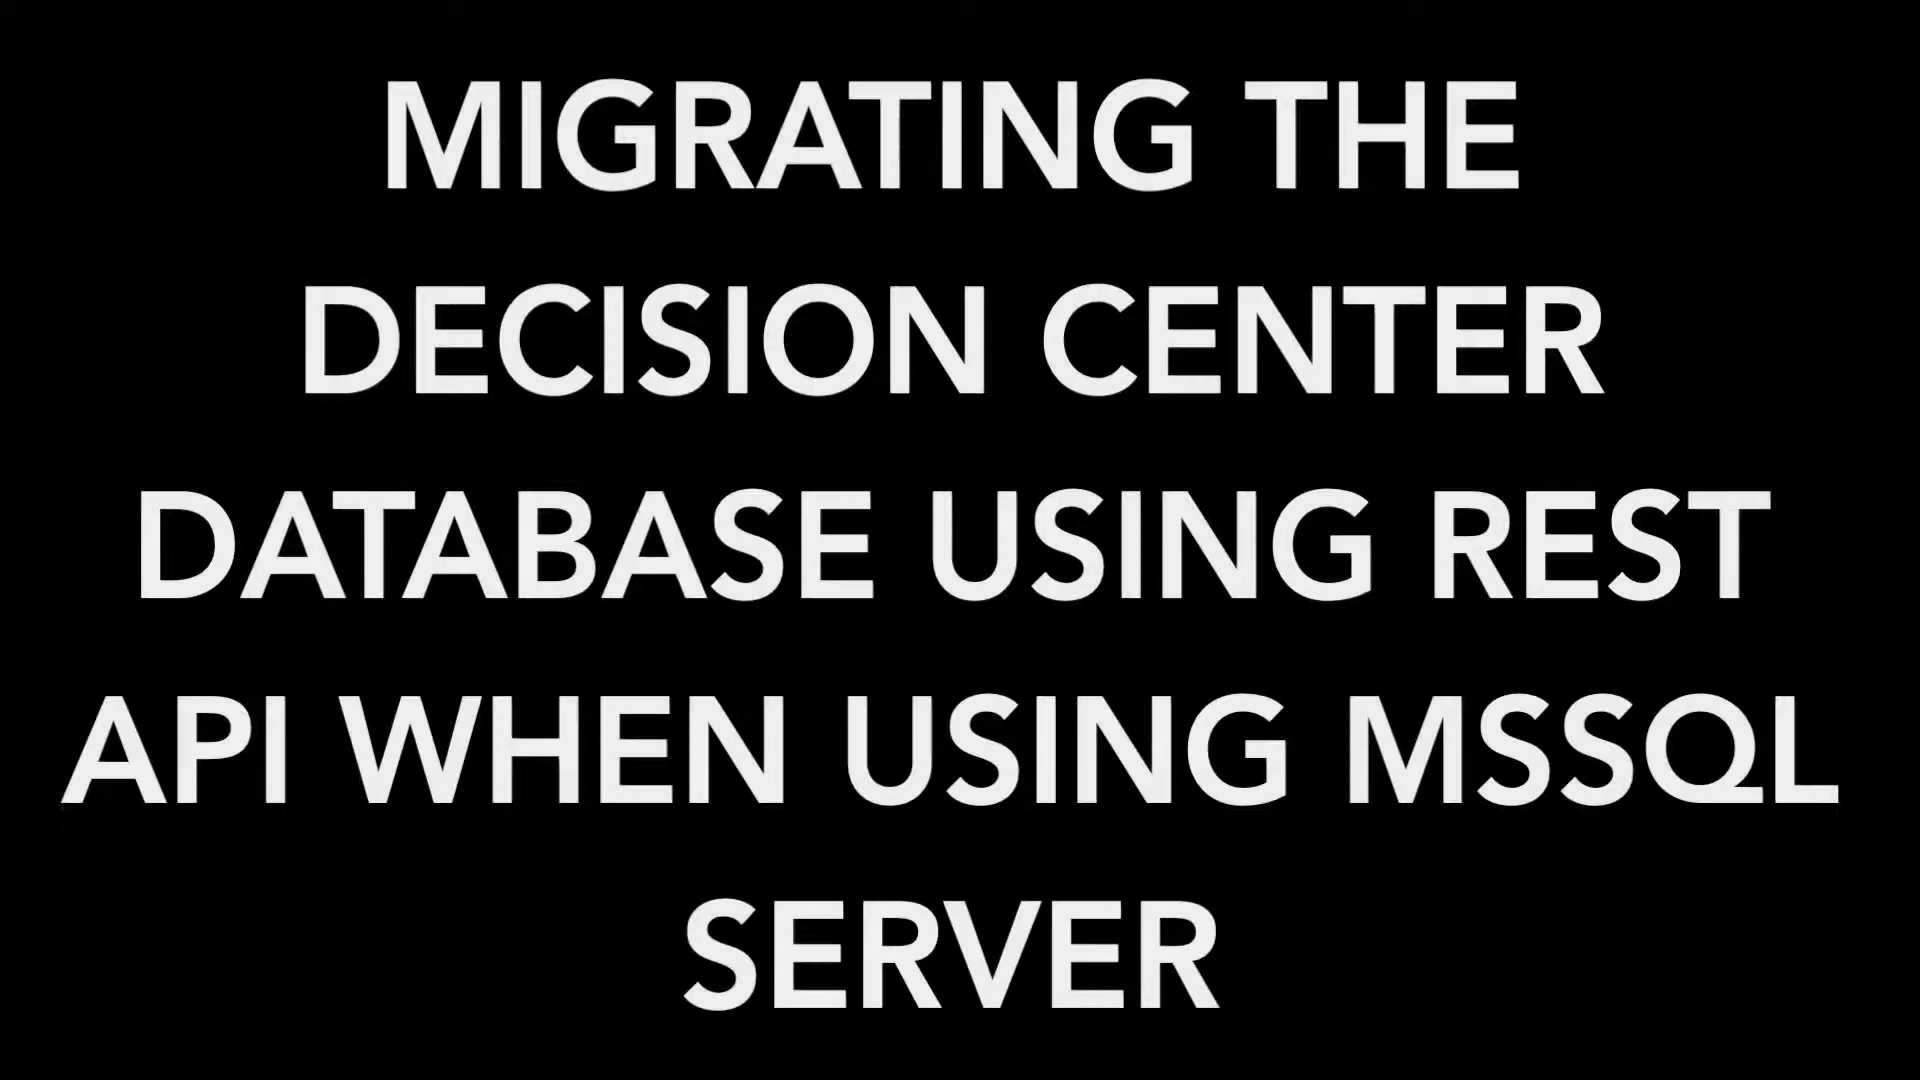 MIGRATING THE
DECISION CENTER
DATABASE USING REST
API WHEN USING MSSQL
SERVER